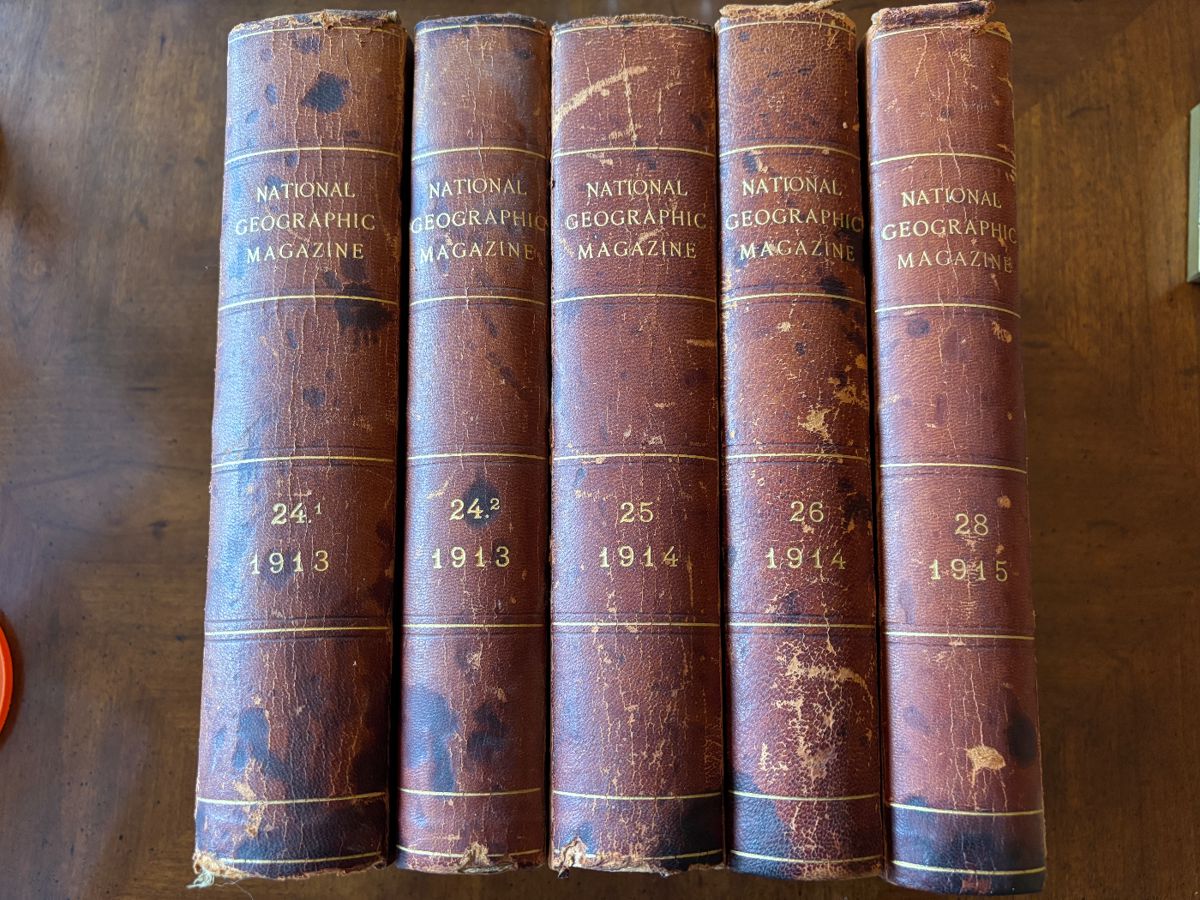 NATIONAL
GEOGRAPHIC
MAGAZINE
24.¹
1913
NATIONAL
GEOGRAPHIC
MAGAZINE
24.²
1913
NATIONAL
GEOGRAPHIC
MAGAZINE
25
1914
NATIONAL
GEOGRAPHIC
MAGAZINE
26
1914
NATIONAL
GEOGRAPHIC
MAGAZINE
28
1915